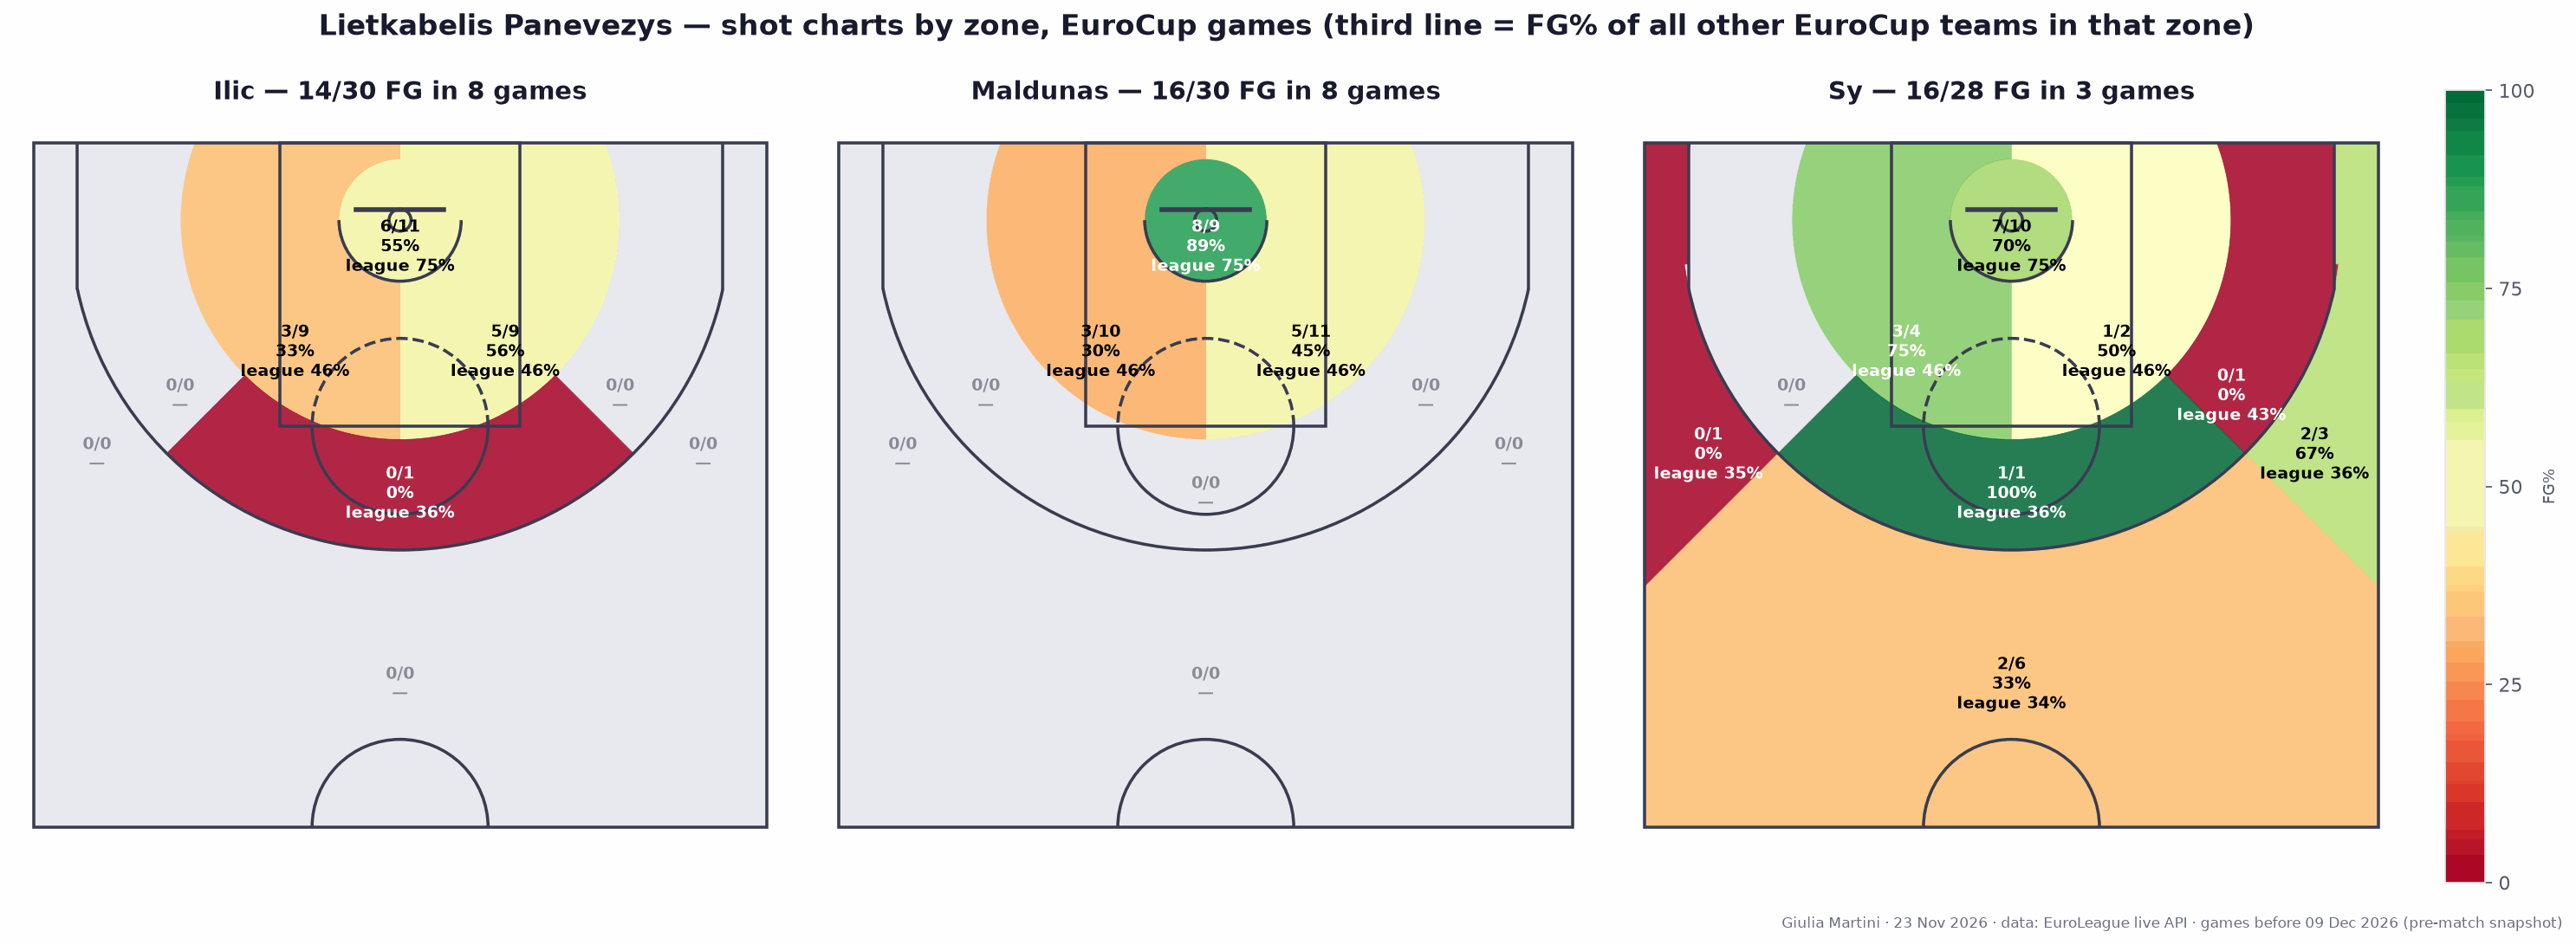 Lietkabelis Panevezys — shot charts by zone, EuroCup games (third line = FG% of all other EuroCup teams in that zone)
Ilic — 14/30 FG in 8 games
6/11
55%
league 75%
3/9
33%
league 46%
5/9
56%
league 46%
0/0
—
0/0
—
0/0
—
0/0
—
0/1
0%
league 36%
0/0
—
Maldunas — 16/30 FG in 8 games
8/9
89%
league 75%
3/10
30%
league 46%
5/11
45%
league 46%
0/0
—
0/0
—
0/0
—
0/0
—
0/0
—
0/0
—
Sy — 16/28 FG in 3 games
7/10
70%
league 75%
3/4
75%
league 46%
1/2
50%
league 46%
0/0
—
0/1
0%
league 43%
0/1
0%
league 35%
2/3
67%
league 36%
1/1
100%
league 36%
2/6
33%
league 34%
100
75
50
25
0
FG%
Giulia Martini · 23 Nov 2026 · data: EuroLeague live API · games before 09 Dec 2026 (pre-match snapshot)